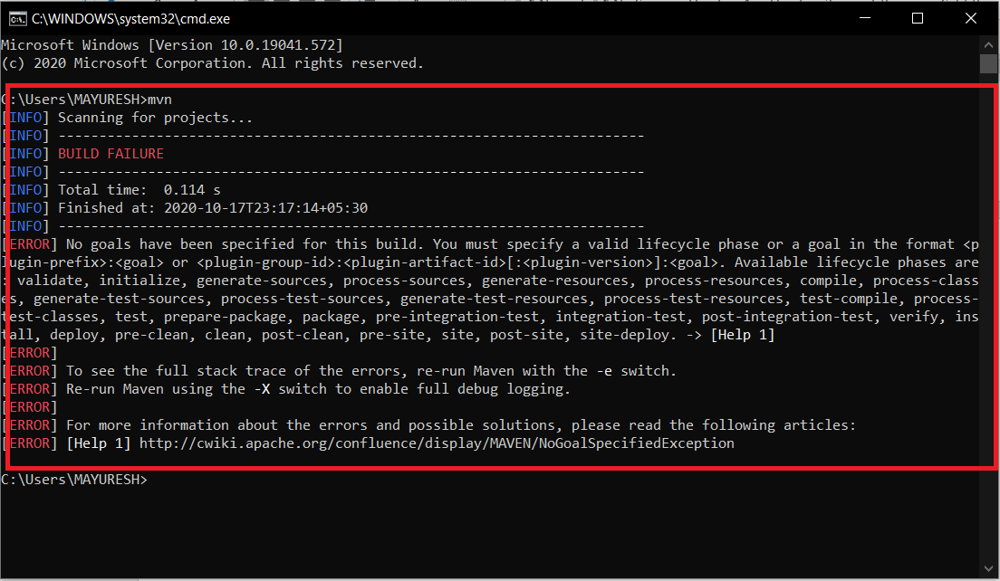 C:\WINDOWS\system32\cmd.exe
Microsoft Windows [Version 10.0.19041.572]
(c) 2020 Microsoft Corporation. All rights reserved.
C:\Users\MAYURESH>mvn
[INFO] Scanning for projects...
[INFO] ------------------------------------------------------------------------
[INFO] BUILD FAILURE
[INFO] ------------------------------------------------------------------------
[INFO] Total time:  0.114 s
[INFO] Finished at: 2020-10-17T23:17:14+05:30
[INFO] ------------------------------------------------------------------------
[ERROR] No goals have been specified for this build. You must specify a valid lifecycle phase or a goal in the format <p
lugin-prefix>:<goal> or <plugin-group-id>:<plugin-artifact-id>[:<plugin-version>]:<goal>. Available lifecycle phases are
: validate, initialize, generate-sources, process-sources, generate-resources, process-resources, compile, process-class
es, generate-test-sources, process-test-sources, generate-test-resources, process-test-resources, test-compile, process-
test-classes, test, prepare-package, package, pre-integration-test, integration-test, post-integration-test, verify, ins
tall, deploy, pre-clean, clean, post-clean, pre-site, site, post-site, site-deploy. -> [Help 1]
[ERROR]
[ERROR] To see the full stack trace of the errors, re-run Maven with the -e switch.
[ERROR] Re-run Maven using the -X switch to enable full debug logging.
[ERROR]
[ERROR] For more information about the errors and possible solutions, please read the following articles:
[ERROR] [Help 1] http://cwiki.apache.org/confluence/display/MAVEN/NoGoalSpecifiedException
C:\Users\MAYURESH>